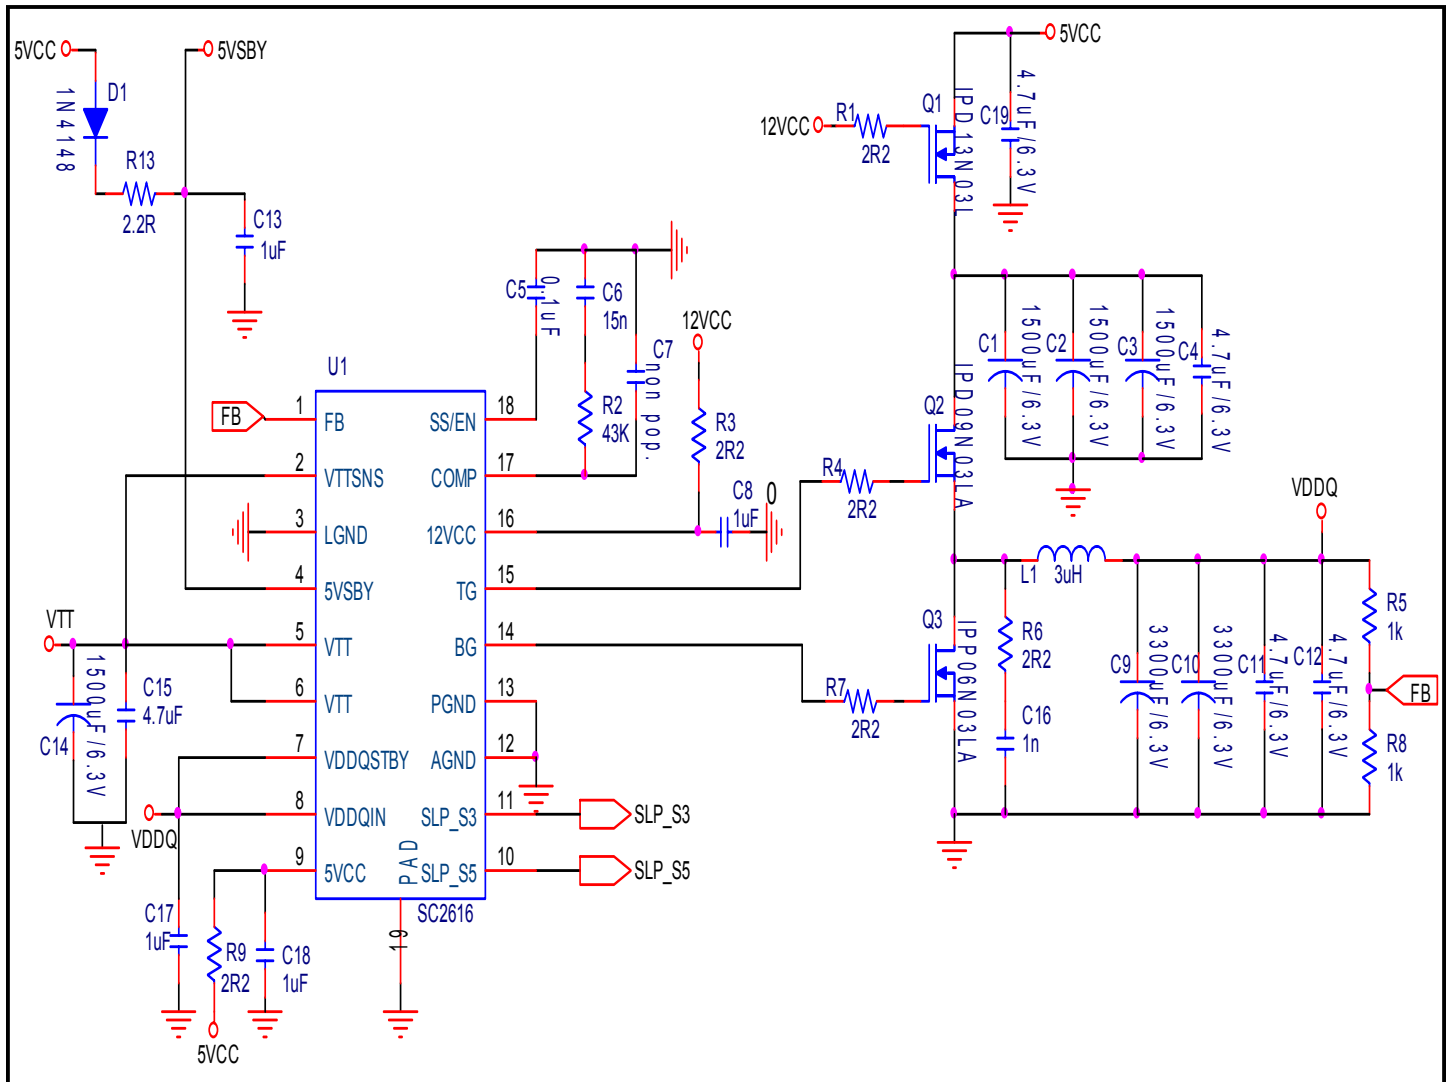 5VCC
5VSBY
D1
1N4148
R13
2.2R
C13
1uF
5VCC
Q1
IPD13N03L
C19
4.7uF/6.3V
12VCC
R1
2R2
C5
0.1uF
C6
15n
C7
non pop.
12VCC
R2
43K
R3
2R2
C8
1uF
0
C1
1500uF/6.3V
C2
1500uF/6.3V
C3
1500uF/6.3V
C4
4.7uF/6.3V
Q2
IPD09N03LA
R4
2R2
U1
FB
1
FB
SS/EN
18
2
VTTSNS
COMP
17
3
LGND
12VCC
16
4
5VSBY
TG
15
VTT
5
VTT
BG
14
6
VTT
PGND
13
7
VDDQSTBY
AGND
12
8
VDDQIN
SLP_S3
11
SLP_S3
9
5VCC
SLP_S5
10
SLP_S5
PAD
19
SC2616
C14
1500uF/6.3V
C15
4.7uF
VDDQ
C17
1uF
R9
2R2
C18
1uF
5VCC
VDDQ
L1
3uH
Q3
IPP06N03LA
R7
2R2
R6
2R2
C16
1n
C9
3300uF/6.3V
C10
3300uF/6.3V
C11
4.7uF/6.3V
C12
4.7uF/6.3V
R5
1k
FB
R8
1k